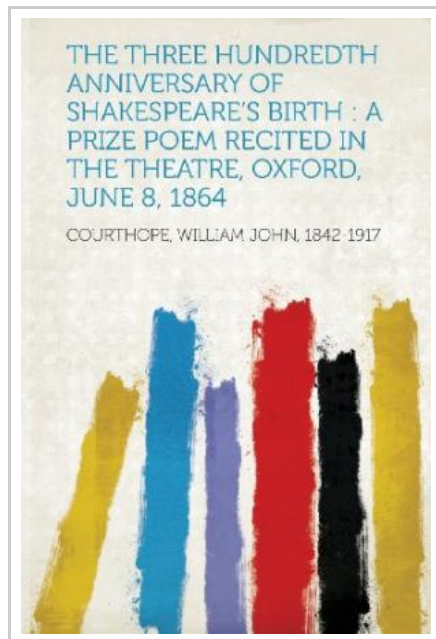 THE THREE HUNDREDTH
ANNIVERSARY OF
SHAKESPEARE'S BIRTH : A
PRIZE POEM RECITED IN
THE THEATRE, OXFORD,
JUNE 8, 1864
COURTHOPE, WILLIAM JOHN, 1842-1917